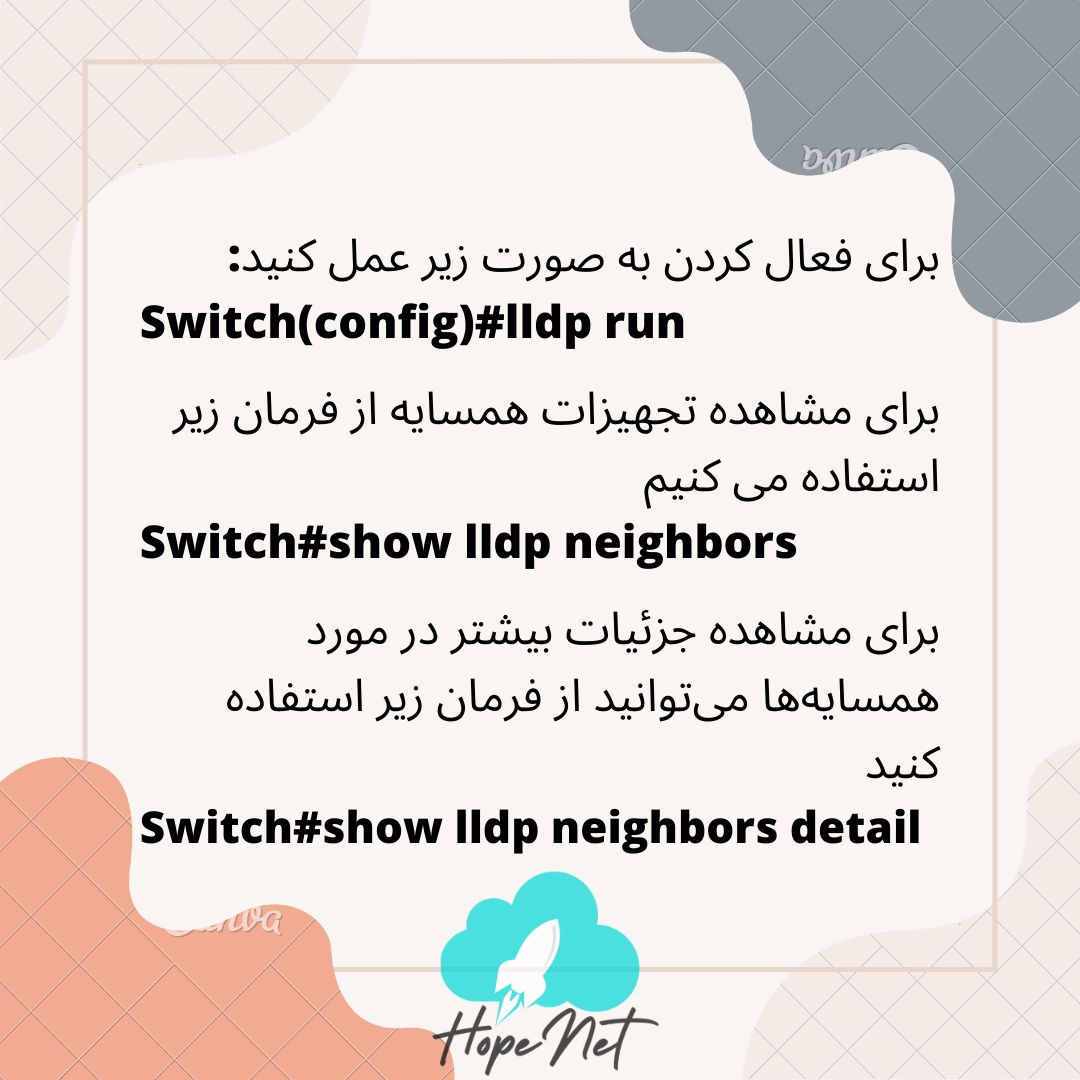 برای فعال کردن به صورت زیر عمل کنید:
Switch(config)#lldp run
برای مشاهده تجهیزات همسایه از فرمان زیر
استفاده می کنیم
Switch#show lldp neighbors
برای مشاهده جزئیات بیشتر در مورد
همسایه‌ها می‌توانید از فرمان زیر استفاده
کنید
Switch#show lldp neighbors detail
Canva
Canva
HopeNet